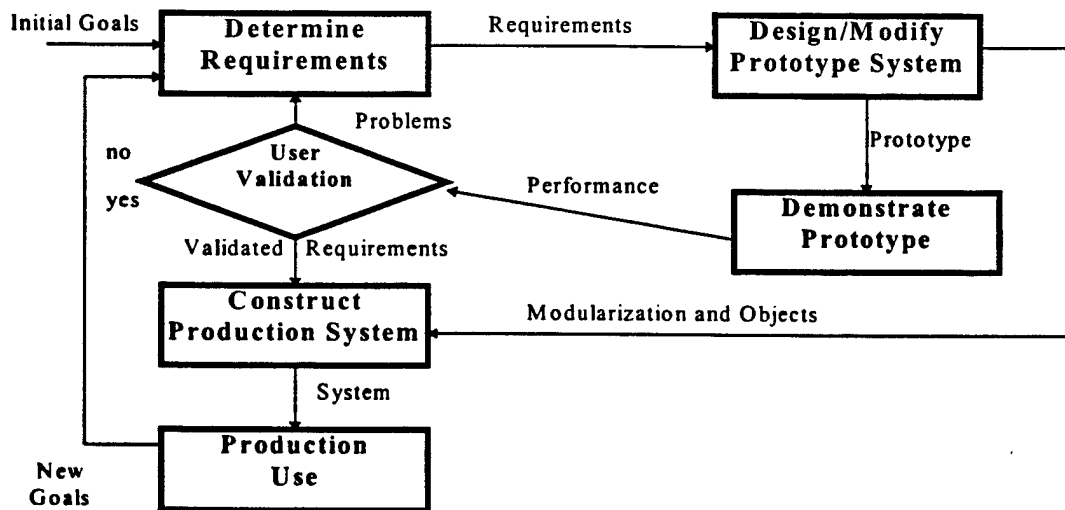 Initial Goals
Determine
Requirements
Requirements
Design/Modify
Prototype System
Problems
Prototype
no
yes
User
Validation
Performance
Demonstrate
Prototype
Validated Requirements
Construct
Production System
Modularization and Objects
System
Production
Use
New
Goals